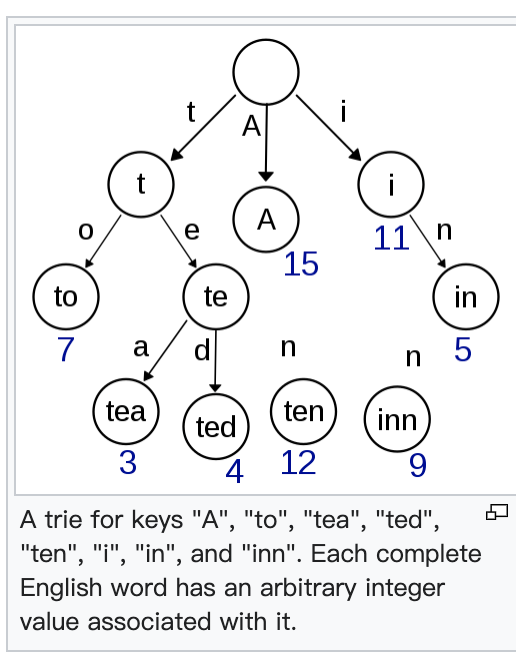 t
A
i
t
A
i
o
e
15
11
n
to
te
in
7
a
d
n
n
5
tea
ted
ten
inn
3
4
12
9
A trie for keys "A", "to", "tea", "ted",
"ten", "i", "in", and "inn". Each complete
English word has an arbitrary integer
value associated with it.